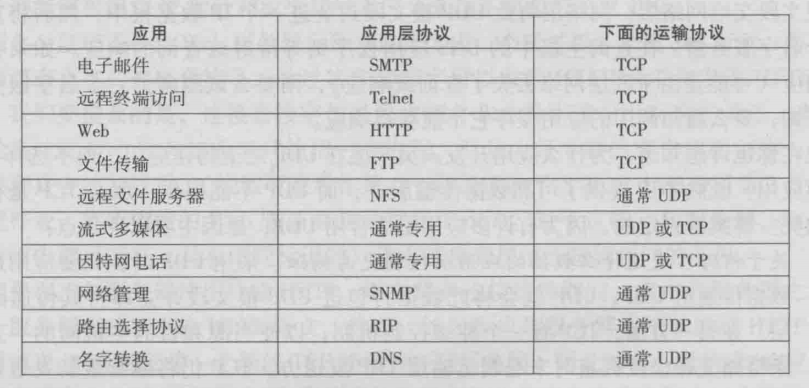 应用 应用层协议 下面的运输协议
电子邮件 SMTP TCP
远程终端访问 Telnet TCP
Web HTTP TCP
文件传输 FTP TCP
远程文件服务器 NFS 通常 UDP
流式多媒体 通常专用 UDP 或 TCP
因特网电话 通常专用 UDP 或 TCP
网络管理 SNMP 通常 UDP
路由选择协议 RIP 通常 UDP
名字转换 DNS 通常 UDP